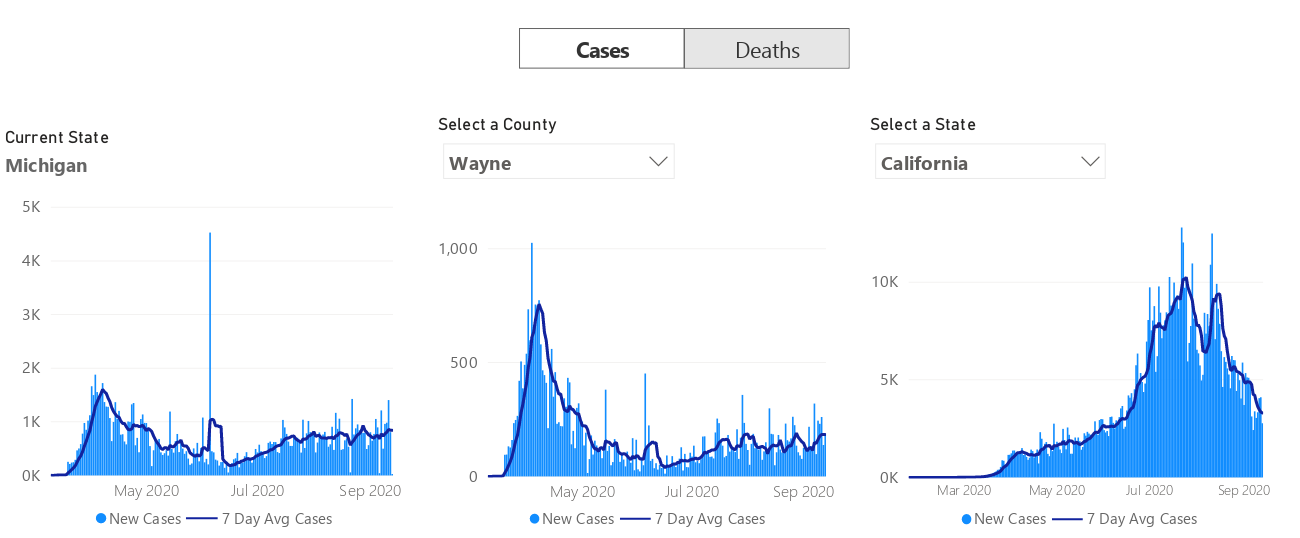 Cases
Deaths
Current State
Michigan
5K
4K
3K
2K
1K
0K
May 2020 Jul 2020 Sep 2020
New Cases 7 Day Avg Cases
Select a County
Wayne
1,000
500
0
May 2020 Jul 2020 Sep 2020
New Cases 7 Day Avg Cases
Select a State
California
10K
5K
0K
Mar 2020 May 2020 Jul 2020 Sep 2020
New Cases 7 Day Avg Cases